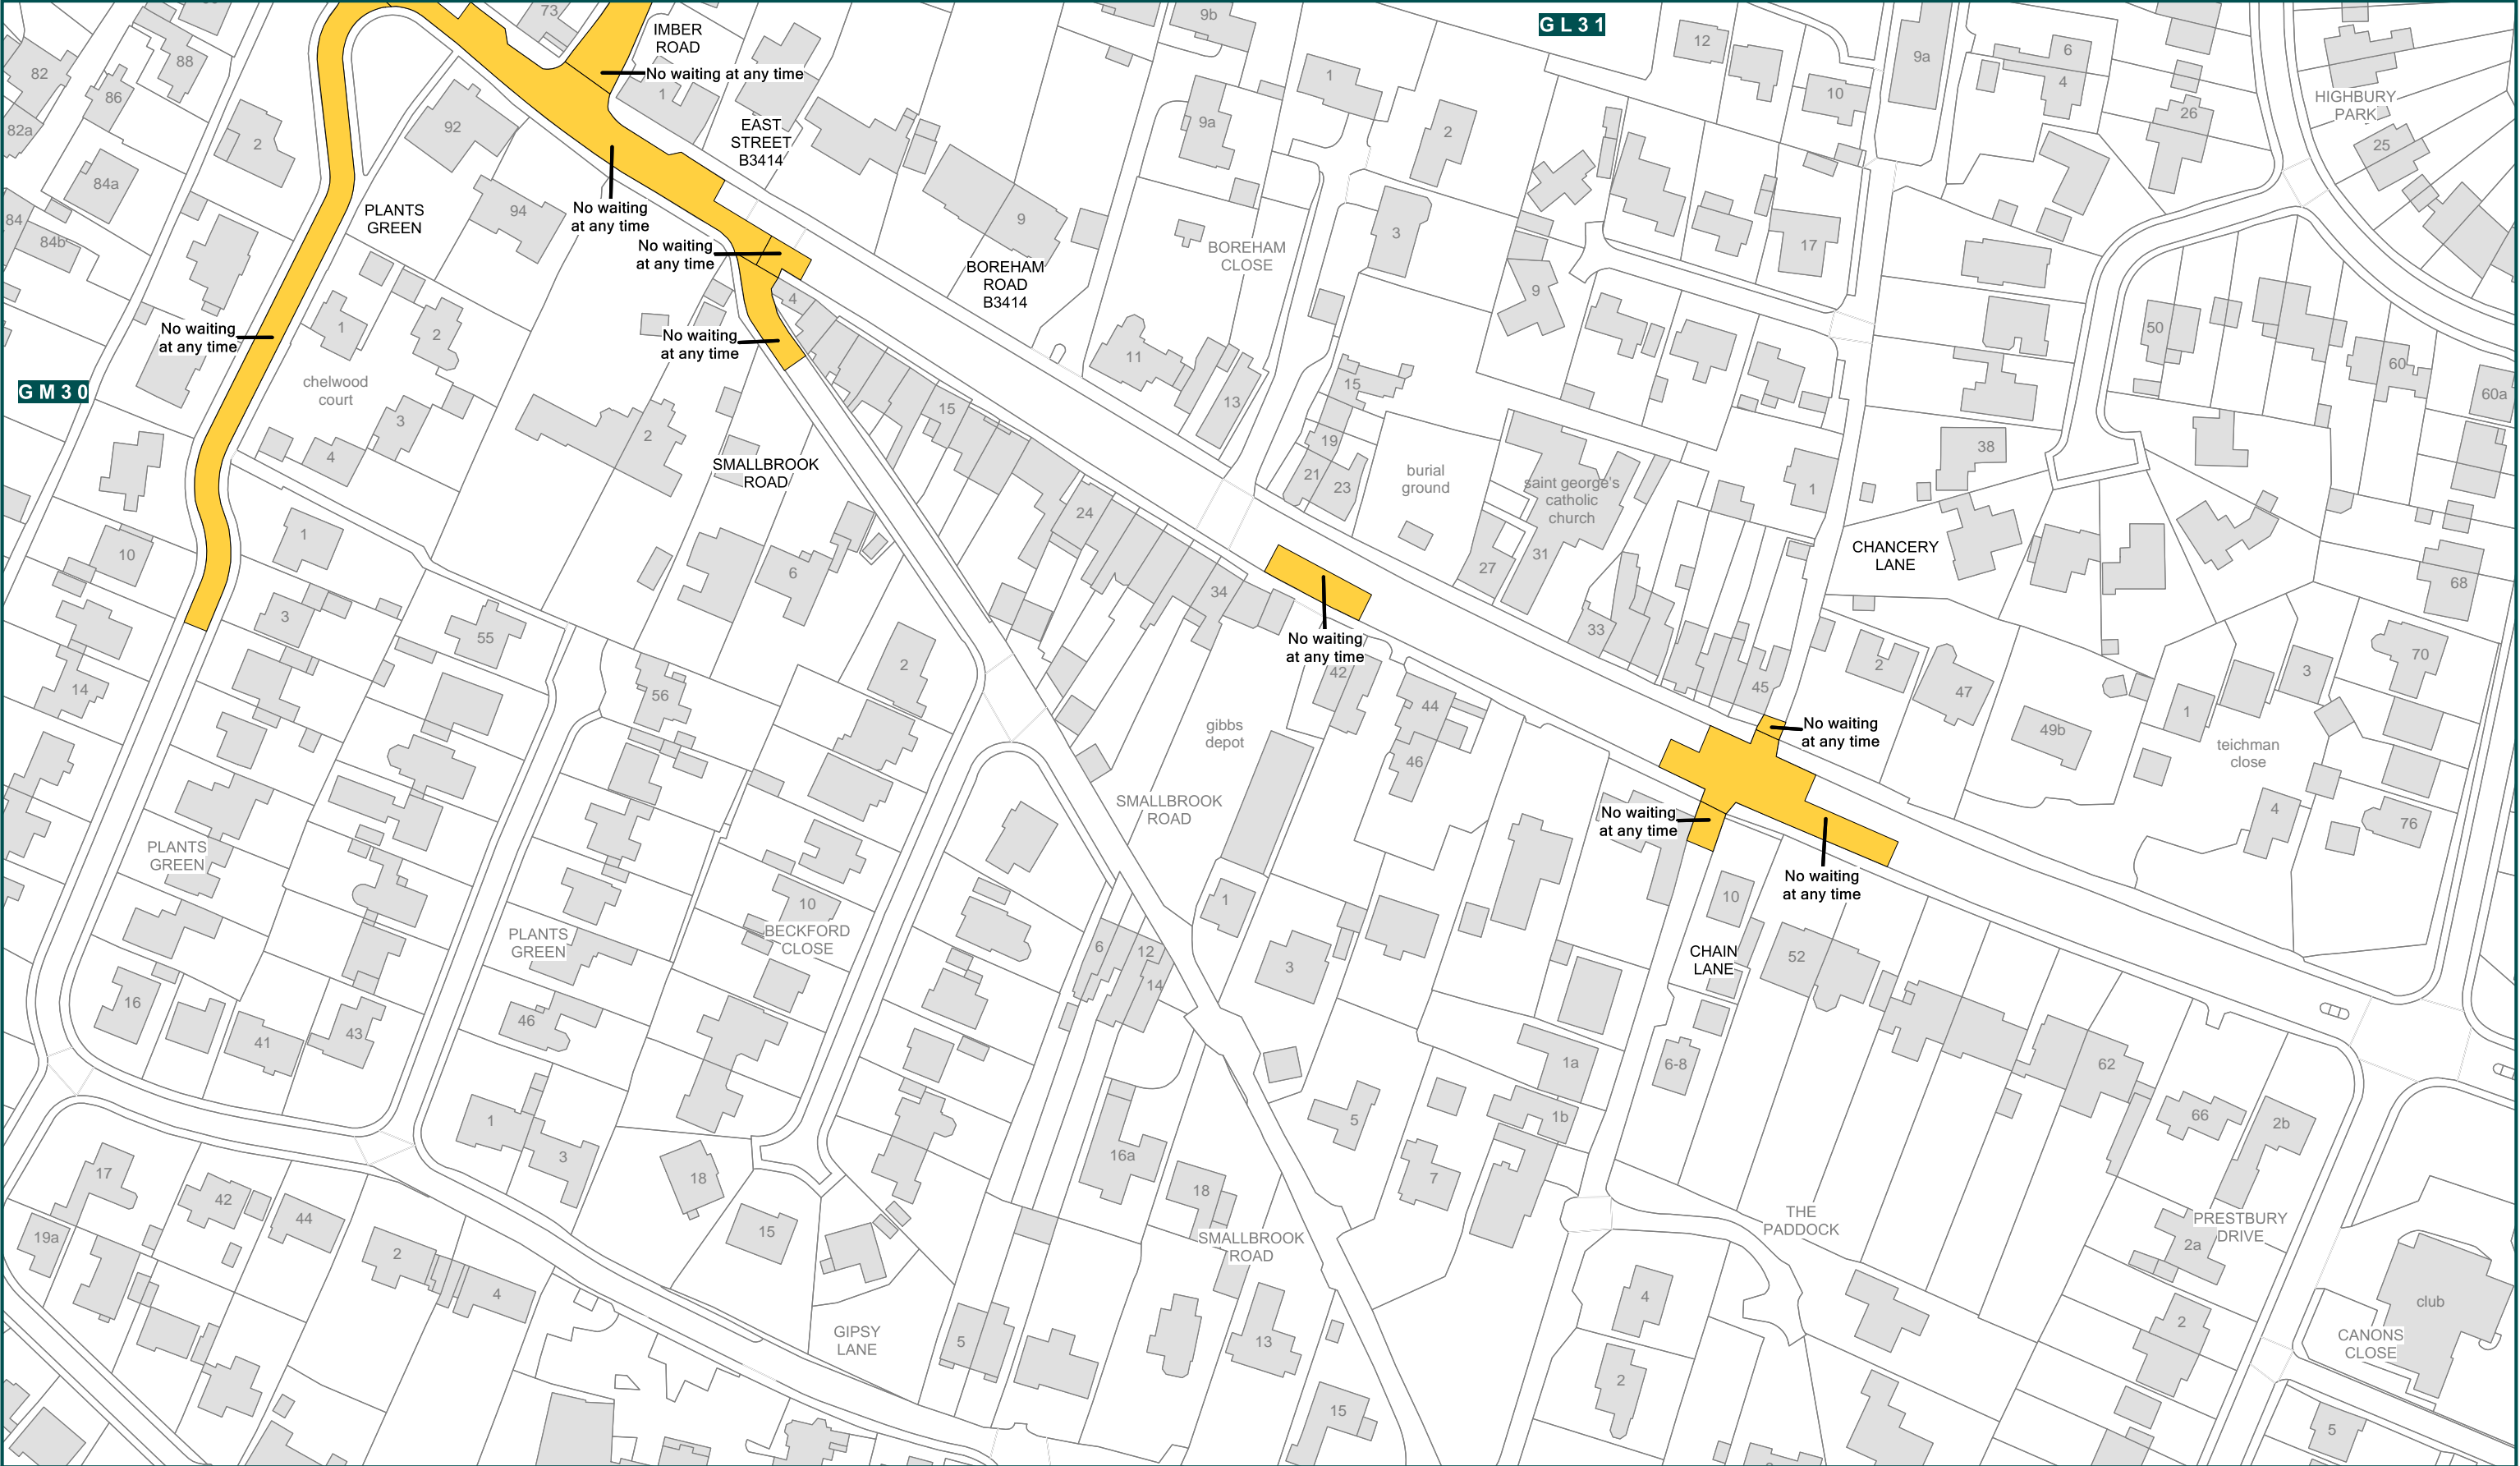 73
9b
G L 3 1
IMBER
ROAD
12
9a
6
4
88
82
86
No waiting at any time
1
1
10
HIGHBURY
PARK
82a
2
92
1
EAST
STREET
B3414
9a
2
26
25
84a
94
PLANTS
GREEN
No waiting
at any time
84
84b
9
3
17
BOREHAM
CLOSE
No waiting
at any time
BOREHAM
ROAD
B3414
9
4
1
2
No waiting
at any time
No waiting
at any time
50
11
60
60a
G M 3 0
chelwood
court
15
13
15
3
4
2
19
38
SMALLBROOK
ROAD
21
23
burial
ground
saint george's
catholic
church
1
24
1
10
6
31
27
CHANCERY
LANE
68
34
3
55
33
No waiting
at any time
2
2
70
14
56
42
44
45
47
3
1
gibbs
depot
No waiting
at any time
49b
teichman
close
46
SMALLBROOK
ROAD
No waiting
at any time
4
76
PLANTS
GREEN
No waiting
at any time
10
10
1
BECKFORD
CLOSE
PLANTS
GREEN
6
12
14
CHAIN
LANE
52
3
16
46
41
43
1a
6-8
62
1
3
5
1b
66
2b
16a
17
18
7
18
42
44
19a
15
SMALLBROOK
ROAD
THE
PADDOCK
PRESTBURY
DRIVE
2a
2
4
4
club
GIPSY
LANE
5
13
2
CANONS
CLOSE
2
15
5